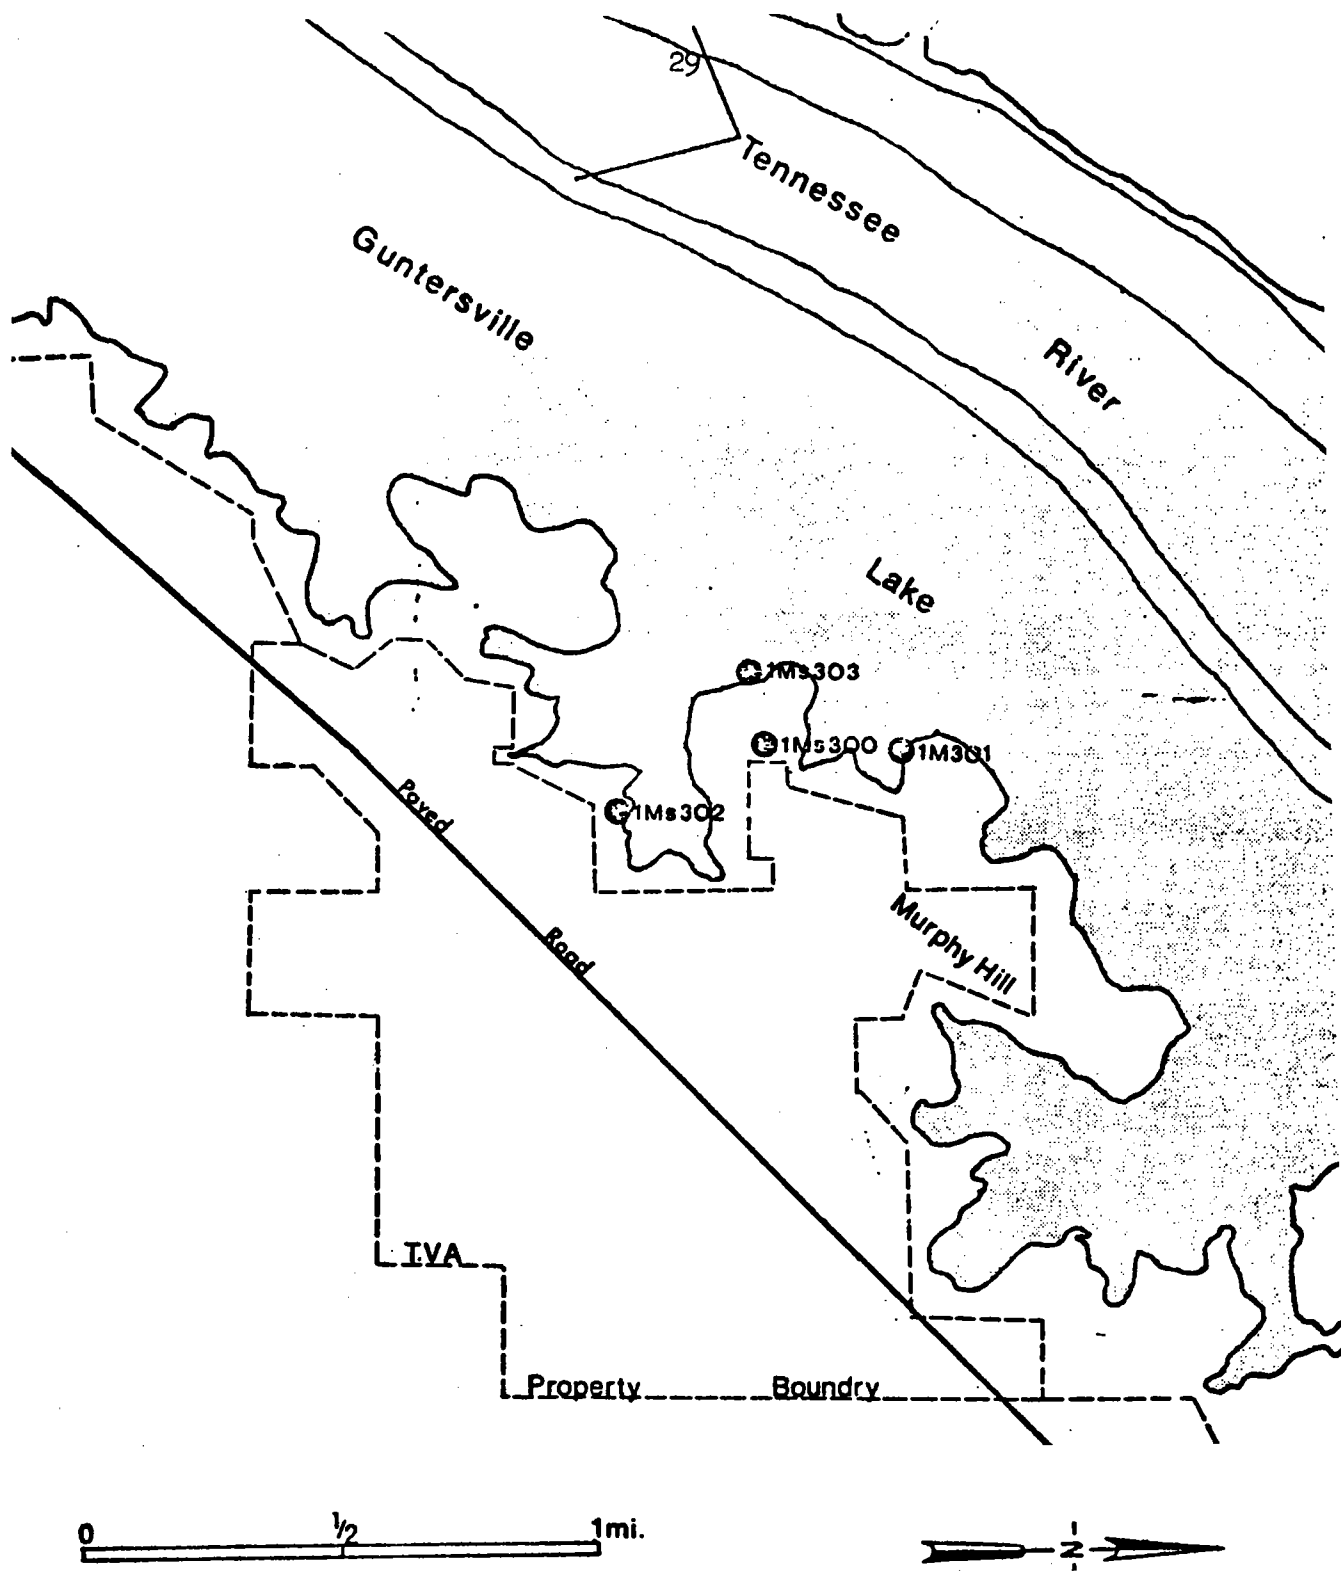 29
Tennessee
River
Guntersville
Lake
1Ms303
1Ms300
1M301
1Ms302
Paved
Road
Murphy Hill
T.V.A
Property Boundry
0 1/2 1mi.
N